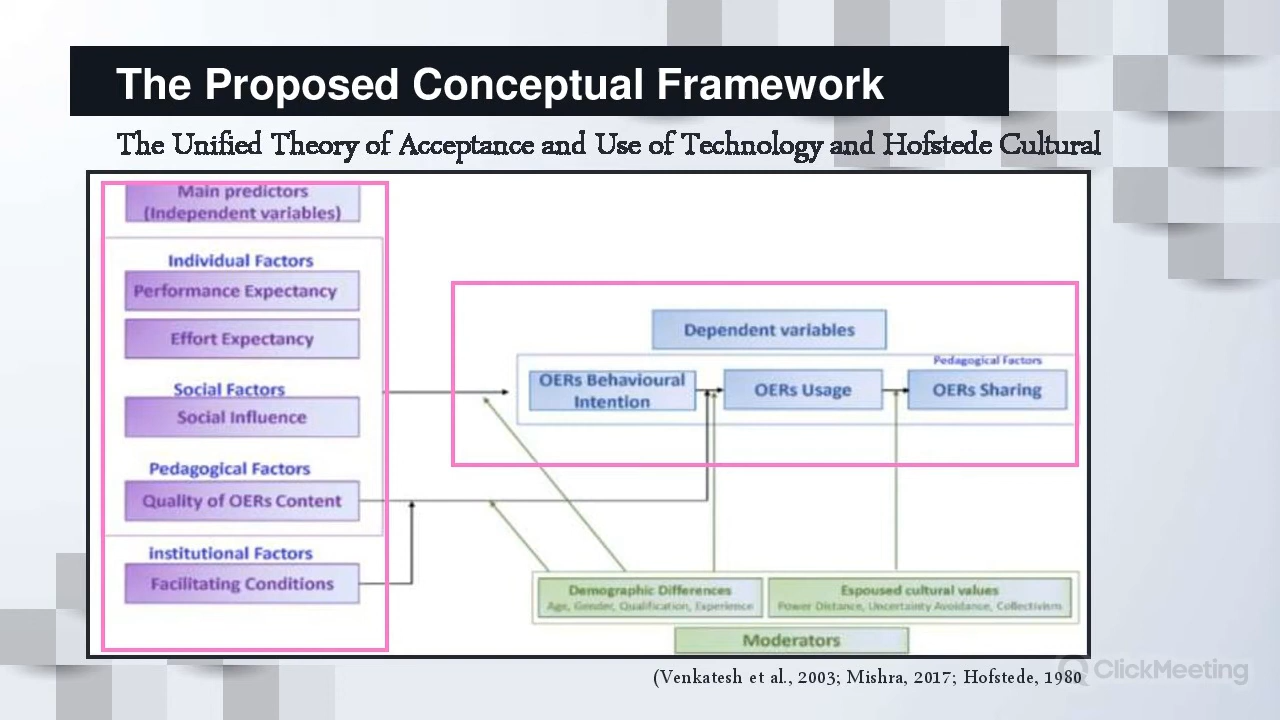 The Proposed Conceptual Framework
The Unified Theory of Acceptance and Use of Technology and Hofstede Cultural
Main predictors
(Independent variables)
Individual Factors
Performance Expectancy
Effort Expectancy
Social Factors
Social Influence
Pedagogical Factors
Quality of OERs Content
institutional Factors
Facilitating Conditions
Dependent variables
Pedagogical Factors
OERs Behavioural
Intention
OERs Usage
OERs Sharing
Demographic Differences
Age, Gender, Qualification, Experience
Espoused cultural values
Power Distance, Uncertainty Avoidance, Collectivism
Moderators
(Venkatesh et al., 2003; Mishra, 2017; Hofstede, 1980
ClickMeeting